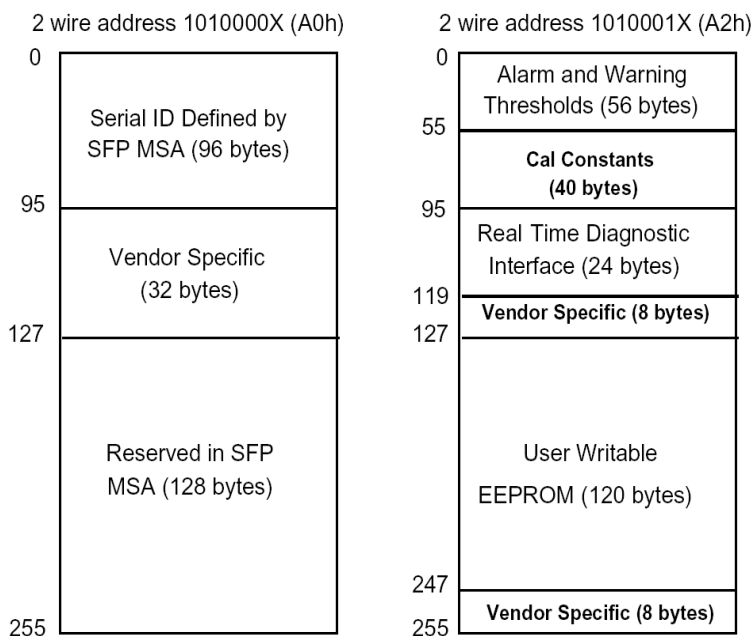 2 wire address 1010000X (A0h)
0
Serial ID Defined by
SFP MSA (96 bytes)
95
Vendor Specific
(32 bytes)
127
Reserved in SFP
MSA (128 bytes)
255
2 wire address 1010001X (A2h)
0
Alarm and Warning
Thresholds (56 bytes)
55
Cal Constants
(40 bytes)
95
Real Time Diagnostic
Interface (24 bytes)
119
Vendor Specific (8 bytes)
127
User Writable
EEPROM (120 bytes)
247
Vendor Specific (8 bytes)
255